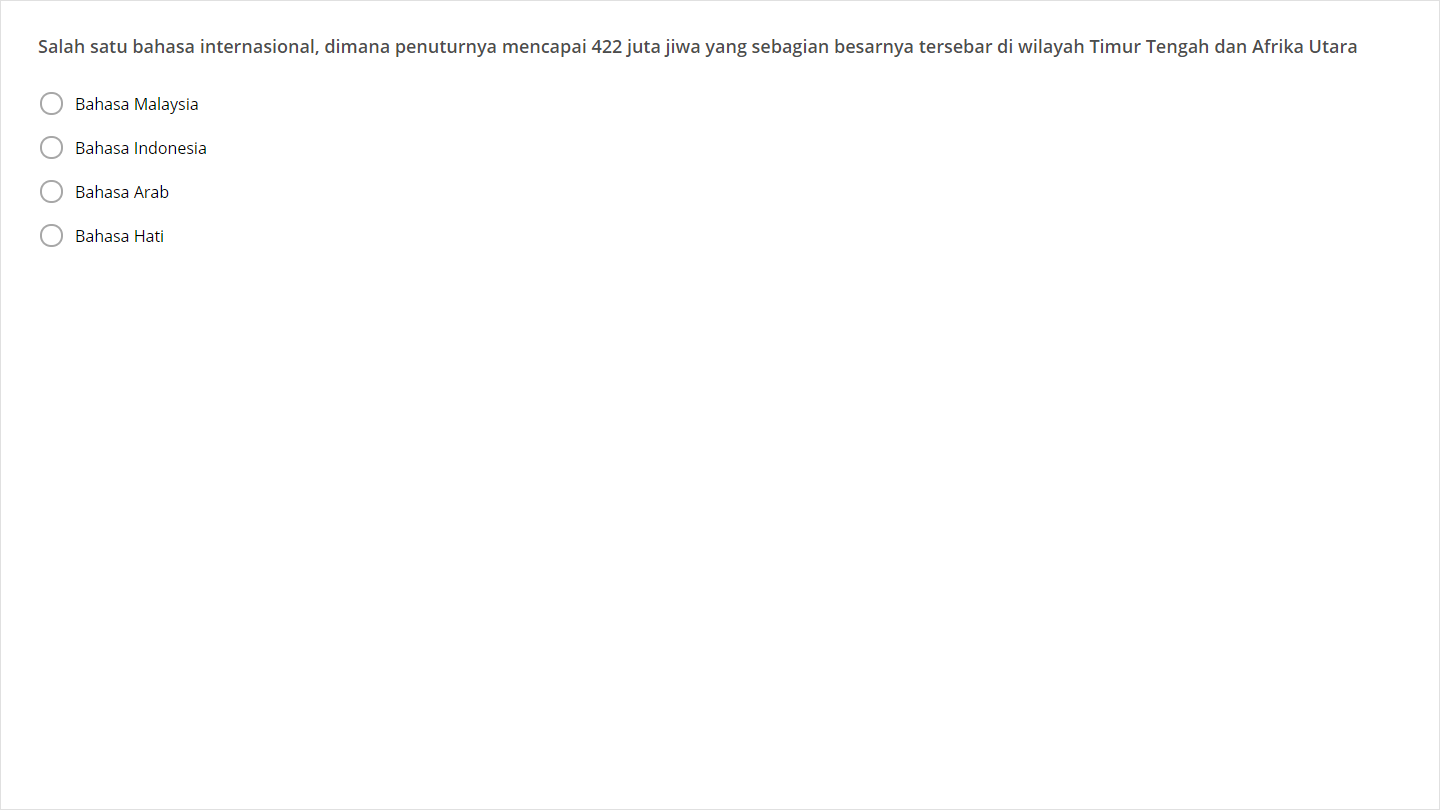 Salah satu bahasa internasional, dimana penuturnya mencapai 422 juta jiwa yang sebagian besarnya tersebar di wilayah Timur Tengah dan Afrika Utara
Bahasa Malaysia
Bahasa Indonesia
Bahasa Arab
Bahasa Hati